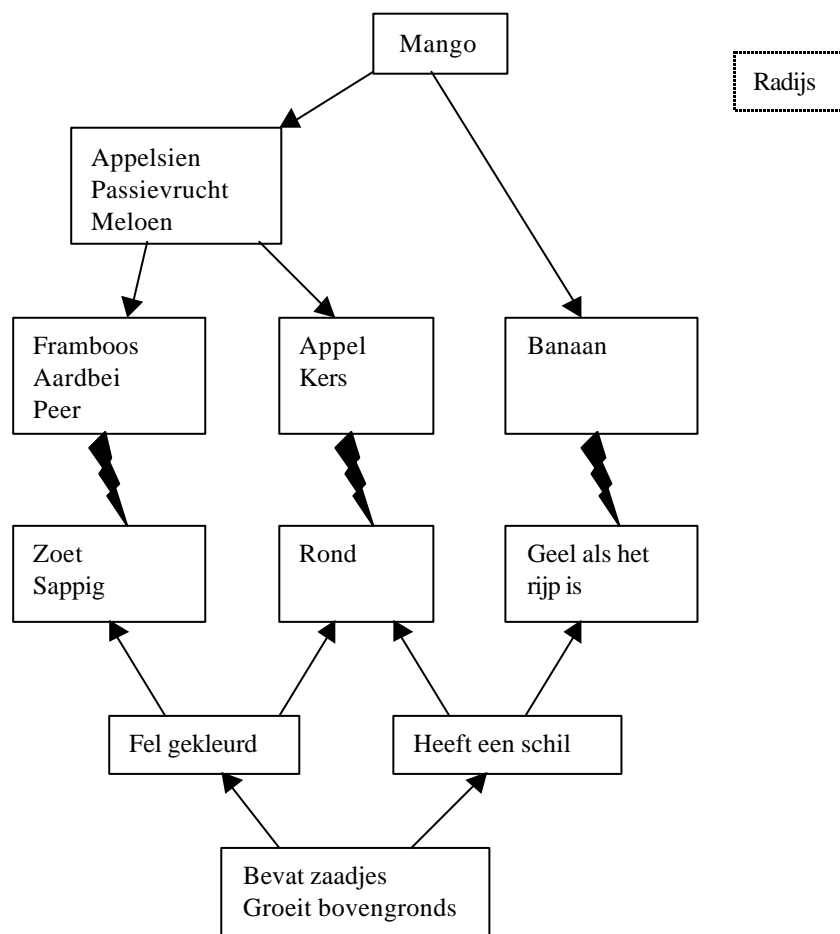 Mango
Radijs
Appelsien
Passievrucht
Meloen
Framboos
Aardbei
Peer
Appel
Kers
Banaan
Zoet
Sappig
Rond
Geel als het
rijp is
Fel gekleurd
Heeft een schil
Bevat zaadjes
Groeit bovengronds